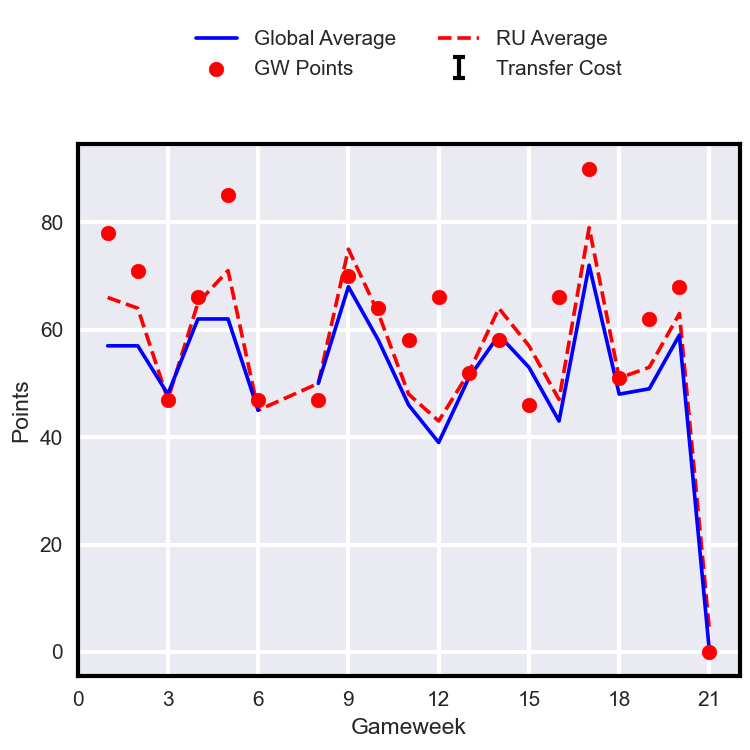 Global Average
RU Average
GW Points
Transfer Cost
80
60
40
20
0
Points
0 3 6 9 12 15 18 21
Gameweek